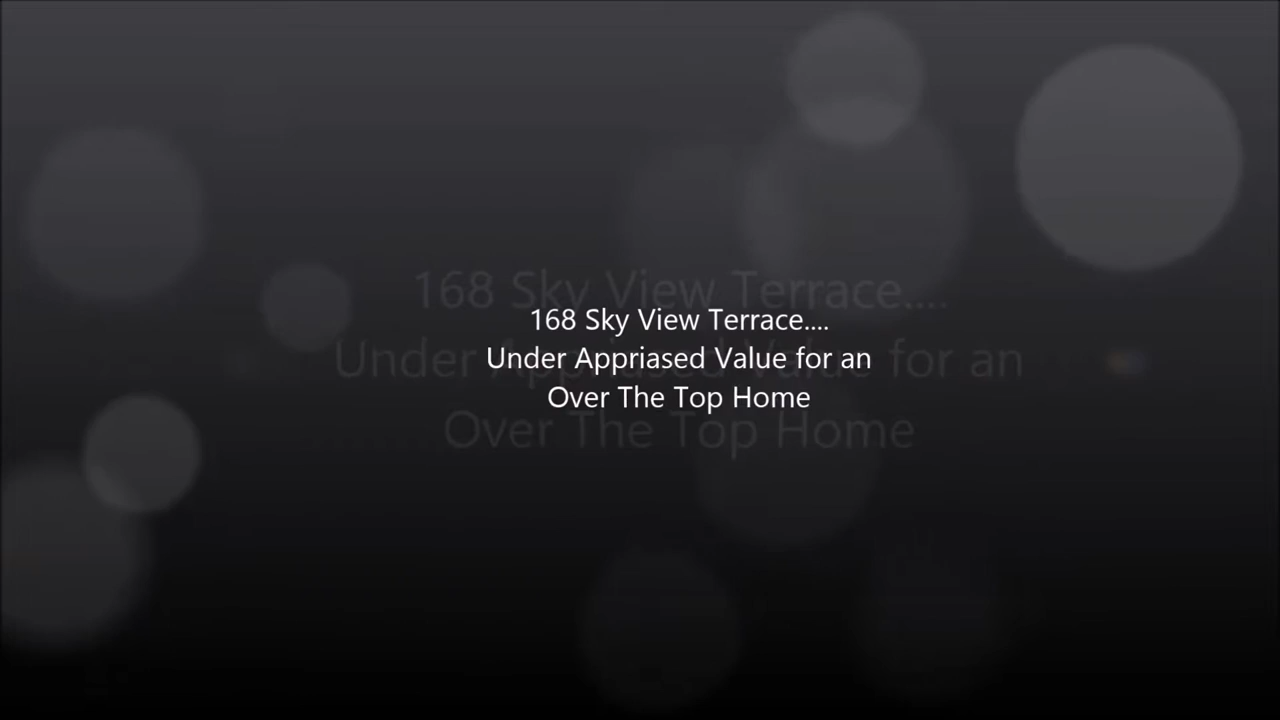 168 Sky View Terrace....
Under Appriased Value for an
Over The Top Home